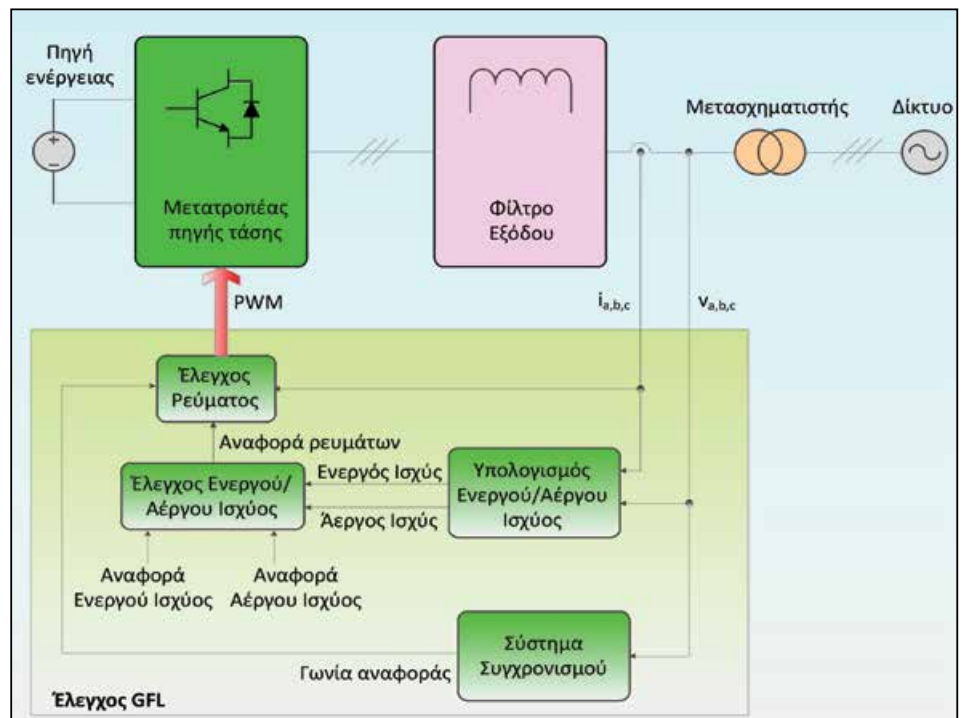 Πηγή
ενέργειας
Μετατροπέας
πηγής τάσης
Φίλτρο
Εξόδου
Μετασχηματιστής
Δίκτυο
PWM
i_a,b,c
v_a,b,c
Έλεγχος
Ρεύματος
Αναφορά ρευμάτων
Έλεγχος Ενεργού/
Αέργου Ισχύος
Ενεργός Ισχύς
Άεργος Ισχύς
Υπολογισμός
Ενεργού/Αέργου
Ισχύος
Αναφορά
Ενεργού Ισχύος
Αναφορά
Αέργου Ισχύος
Σύστημα
Συγχρονισμού
Γωνία αναφοράς
Έλεγχος GFL